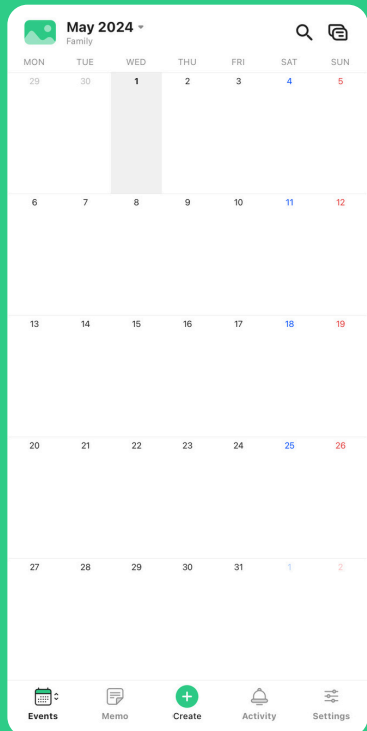 May 2024
Family
MON TUE WED THU FRI SAT SUN
29 30 1 2 3 4 5
6 7 8 9 10 11 12
13 14 15 16 17 18 19
20 21 22 23 24 25 26
27 28 29 30 31 1 2
Events Memo Create Activity Settings